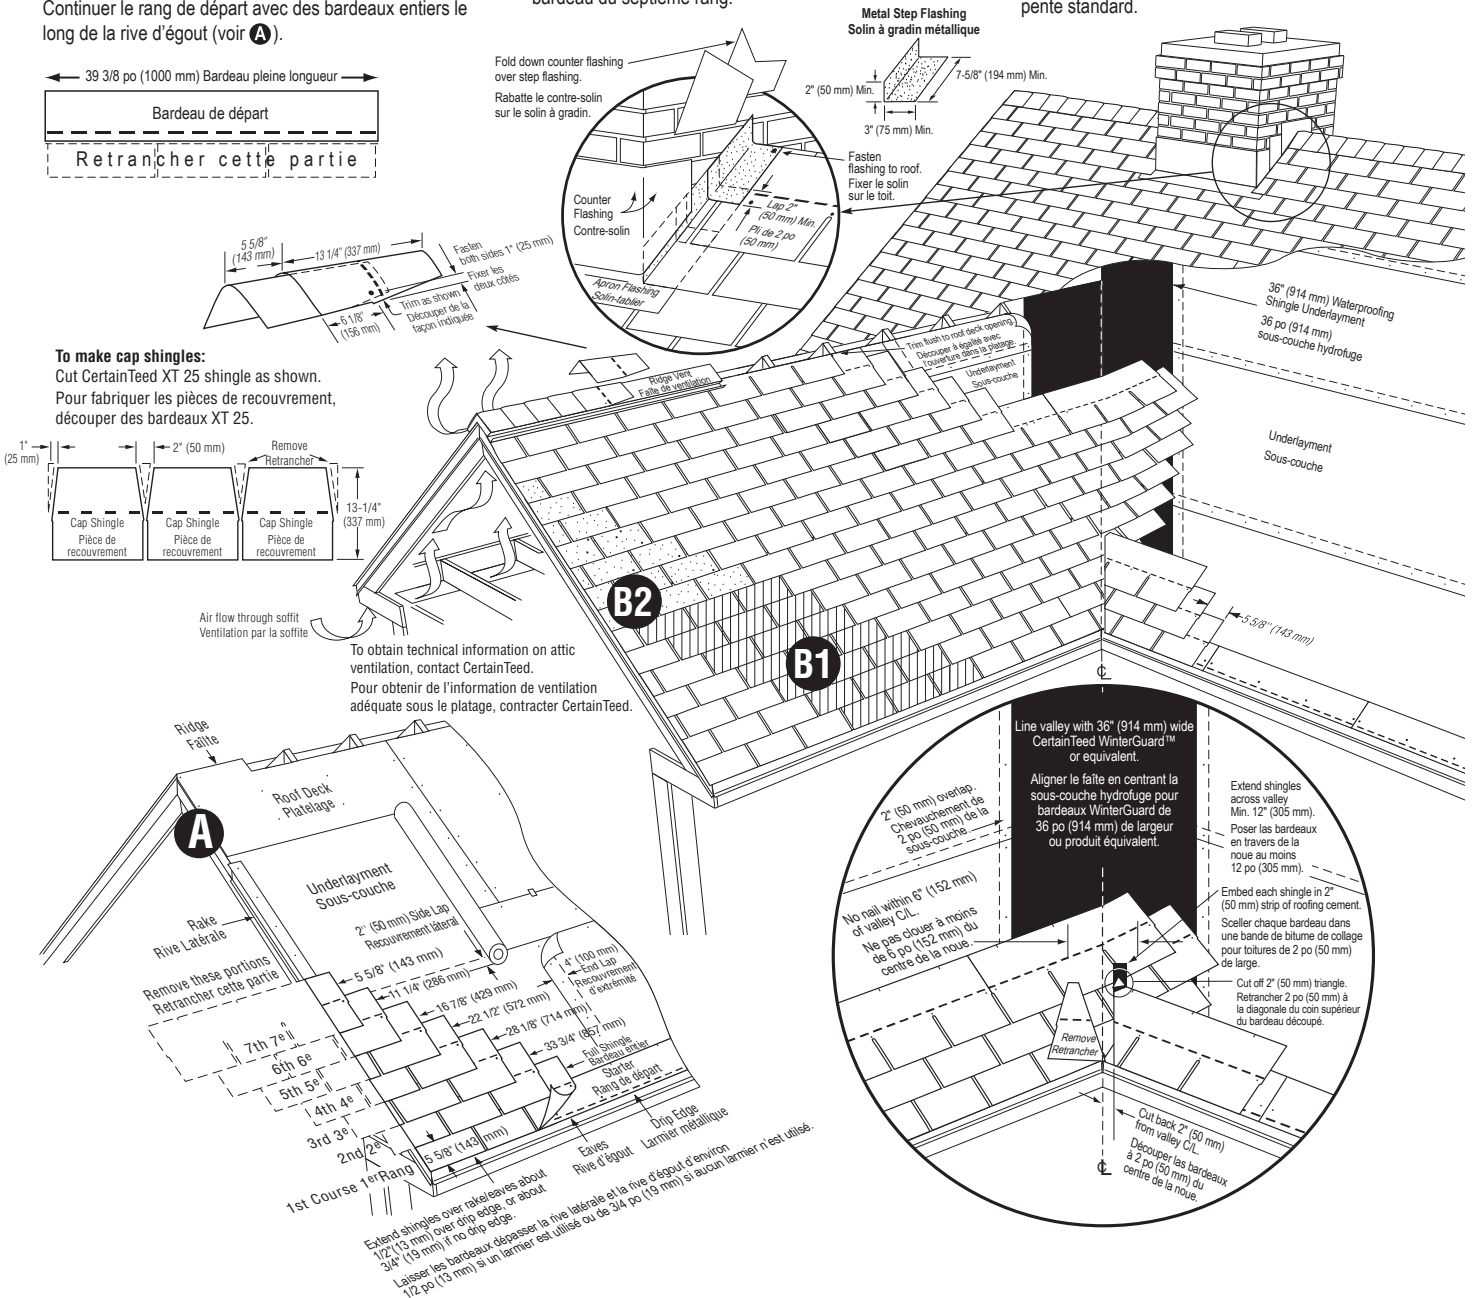 Continuer le rang de départ avec des bardeaux entiers le
long de la rive d'égout (voir A).
bardeau du septième rang.
pente standard.
39 3/8 po (1000 mm) Bardeau pleine longueur
Bardeau de départ
Retrancher cette partie
Fold down counter flashing
over step flashing.
Rabatte le contre-solin
sur le solin à gradin.
Metal Step Flashing
Solin à gradin métallique
2" (50 mm) Min.
7-5/8" (194 mm) Min.
3" (75 mm) Min.
Counter
Flashing
Contre-solin
Fasten
flashing to roof.
Fixer le solin
sur le toit.
Lap 2"
(50 mm) Min.
Pli de 2 po
(50 mm)
Apron Flashing
Solin-tablier
5 5/8"
(143 mm)
13 1/4" (337 mm)
Fasten
both sides 1" (25 mm)
Fixer les
deux côtés
Trim as shown
Découper de la
façon indiquée
6 1/8"
(156 mm)
To make cap shingles:
Cut CertainTeed XT 25 shingle as shown.
Pour fabriquer les pièces de recouvrement,
découper des bardeaux XT 25.
1"
(25 mm)
2" (50 mm)
Remove
Retrancher
13-1/4"
(337 mm)
Cap Shingle
Pièce de
recouvrement
Cap Shingle
Pièce de
recouvrement
Cap Shingle
Pièce de
recouvrement
Ridge Vent
Faîte de ventilation
Trim flush to roof deck opening.
Découper à égalité avec
l'ouverture dans la platage.
Underlayment
Sous-couche
36" (914 mm) Waterproofing
Shingle Underlayment
36 po (914 mm)
sous-couche hydrofuge
Underlayment
Sous-couche
5 5/8" (143 mm)
B2
B1
Air flow through soffit
Ventilation par la soffite
To obtain technical information on attic
ventilation, contact CertainTeed.
Pour obtenir de l'information de ventilation
adéquate sous le platage, contracter CertainTeed.
Ridge
Faîlte
Roof Deck
Platelage
A
Underlayment
Sous-couche
2" (50 mm) Side Lap
Recouvrement látéral
Rake
Rive Latérale
Remove these portions
Retrancher cette partie
4" (100 mm)
End Lap
Recouvrement
d'extrémité
5 5/8" (143 mm)
11 1/4" (286 mm)
16 7/8" (429 mm)
22 1/2" (572 mm)
28 1/8" (714 mm)
33 3/4" (857 mm)
Full Shingle
Bardeau entier
Starter
Rang de départ
7th 7e
6th 6e
5th 5e
4th 4e
3rd 3e
2nd 2e
1st Course 1er Rang
5 5/8" (143 mm)
Eaves
Rive d'égout
Drip Edge
Larmier métallique
Extend shingles over rake/eaves about
1/2"(13 mm) over drip edge, or about
3/4" (19 mm) if no drip edge.
Laisser les bardeaux dépasser la rive latérale et la rive d'égout d'environ
1/2 po (13 mm) si un larmier est utilisé ou de 3/4 po (19 mm) si aucun larmier n'est utilsé.
℄
Line valley with 36" (914 mm) wide
CertainTeed WinterGuard™
or equivalent.
Aligner le faîte en centrant la
sous-couche hydrofuge pour
bardeaux WinterGuard de
36 po (914 mm) de largeur
ou produit équivalent.
2" (50 mm) overlap.
Chevauchement de
2 po (50 mm) de la
sous-couche.
No nail within 6" (152 mm)
of valley C/L.
Ne pas clouer à moins
de 6 po (152 mm) du
centre de la noue.
Extend shingles
across valley
Min. 12" (305 mm).
Poser las bardeaux
en travers de la
noue au moins
12 po (305 mm).
Embed each shingle in 2"
(50 mm) strip of roofing cement.
Sceller chaque bardeau dans
une bande de bitume de collage
pour toitures de 2 po (50 mm)
de large.
Cut off 2" (50 mm) triangle.
Retrancher 2 po (50 mm) à
la diagonale du coin supérieur
du bardeau découpé.
Remove
Retrancher
Cut back 2" (50 mm)
from valley C/L.
Découper las bardeaux
à 2 po (50 mm) du
centre de la noue.
℄